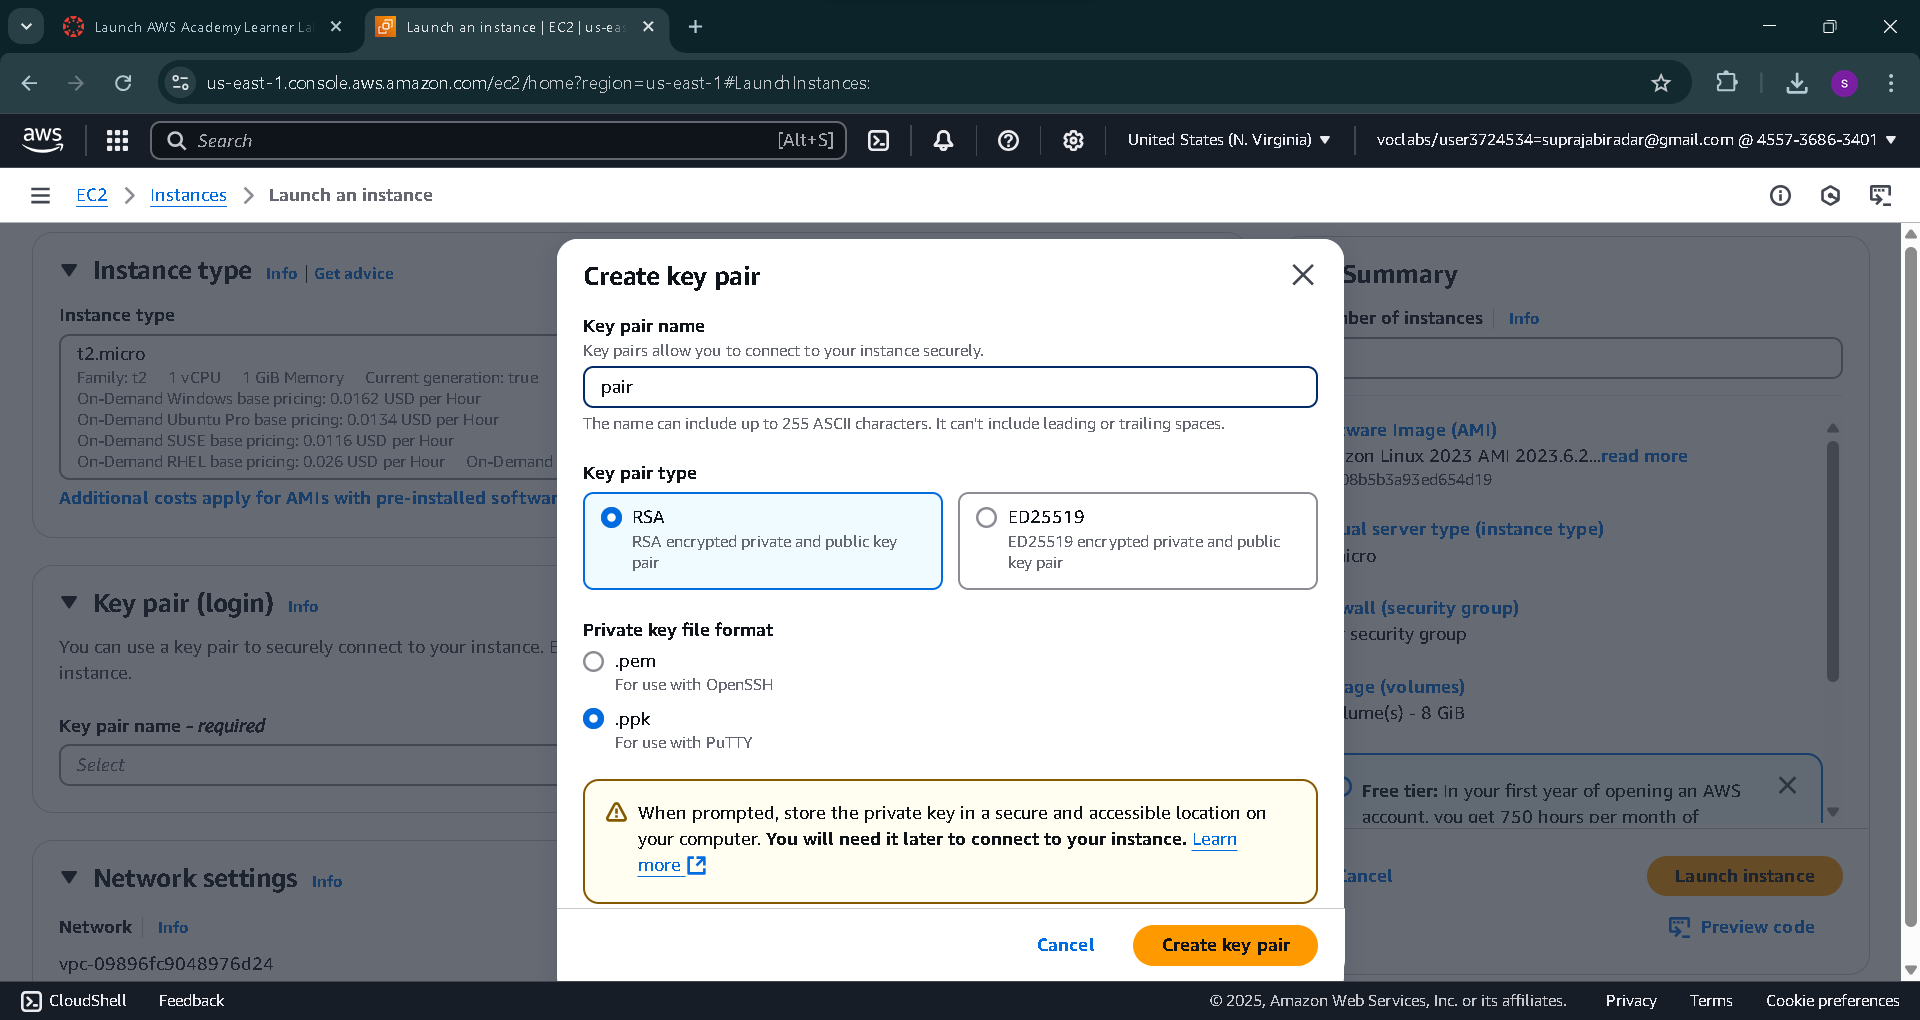 Launch AWS Academy Learner La
Launch an instance | EC2 | us-eas
us-east-1.console.aws.amazon.com/ec2/home?region=us-east-1#LaunchInstances:
S
aws
Search
[Alt+S]
United States (N. Virginia)
voclabs/user3724534=suprajabiradar@gmail.com @ 4557-3686-3401
EC2
Instances
Launch an instance
Instance type
Info
Get advice
Instance type
t2.micro
Family: t2 1 vCPU 1 GiB Memory Current generation: true
On-Demand Windows base pricing: 0.0162 USD per Hour
On-Demand Ubuntu Pro base pricing: 0.0134 USD per Hour
On-Demand SUSE base pricing: 0.0116 USD per Hour
On-Demand RHEL base pricing: 0.026 USD per Hour On-Demand
Additional costs apply for AMIs with pre-installed softwar
Key pair (login)
Info
You can use a key pair to securely connect to your instance. E
instance.
Key pair name - required
Select
Network settings
Info
Network
Info
vpc-09896fc9048976d24
Create key pair
Key pair name
Key pairs allow you to connect to your instance securely.
pair
The name can include up to 255 ASCII characters. It can't include leading or trailing spaces.
Key pair type
RSA
RSA encrypted private and public key
pair
ED25519
ED25519 encrypted private and public
key pair
Private key file format
.pem
For use with OpenSSH
.ppk
For use with PuTTY
When prompted, store the private key in a secure and accessible location on
your computer. You will need it later to connect to your instance. Learn
more
Cancel
Create key pair
Summary
ber of instances
Info
ware Image (AMI)
zon Linux 2023 AMI 2023.6.2...read more
08b5b3a93ed654d19
ual server type (instance type)
icro
wall (security group)
security group
age (volumes)
lume(s) - 8 GiB
Free tier: In your first year of opening an AWS
account, you get 750 hours per month of
Cancel
Launch instance
Preview code
CloudShell
Feedback
© 2025, Amazon Web Services, Inc. or its affiliates.
Privacy
Terms
Cookie preferences